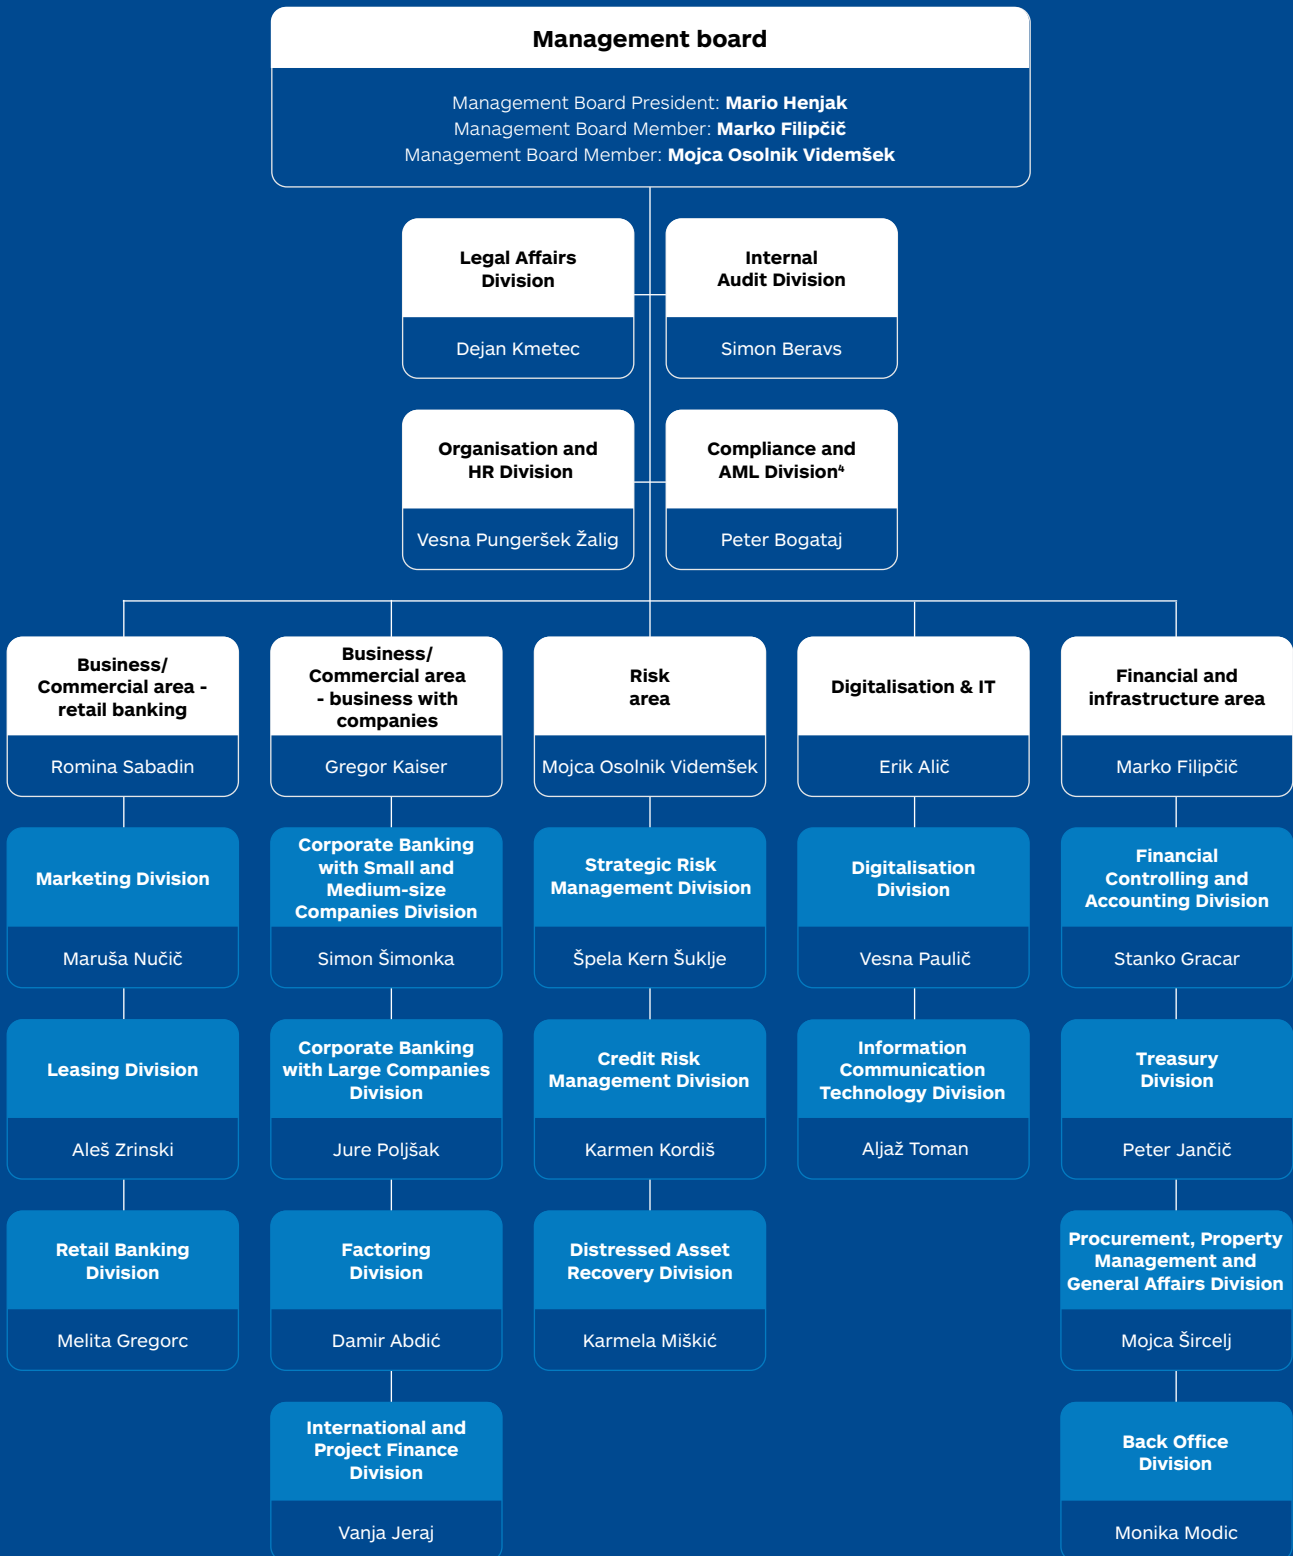 Management board
Management Board President: Mario Henjak
Management Board Member: Marko Filipčič
Management Board Member: Mojca Osolnik Videmšek
Legal Affairs
Division
Dejan Kmetec
Internal
Audit Division
Simon Beravs
Organisation and
HR Division
Vesna Pungeršek Žalig
Compliance and
AML Division⁴
Peter Bogataj
Business/
Commercial area -
retail banking
Romina Sabadin
Marketing Division
Maruša Nučič
Leasing Division
Aleš Zrinski
Retail Banking
Division
Melita Gregorc
Business/
Commercial area
- business with
companies
Gregor Kaiser
Corporate Banking
with Small and
Medium-size
Companies Division
Simon Šimonka
Corporate Banking
with Large Companies
Division
Jure Poljšak
Factoring
Division
Damir Abdić
International and
Project Finance
Division
Vanja Jeraj
Risk
area
Mojca Osolnik Videmšek
Strategic Risk
Management Division
Špela Kern Šuklje
Credit Risk
Management Division
Karmen Kordiš
Distressed Asset
Recovery Division
Karmela Miškić
Digitalisation & IT
Erik Alič
Digitalisation
Division
Vesna Paulič
Information
Communication
Technology Division
Aljaž Toman
Financial and
infrastructure area
Marko Filipčič
Financial
Controlling and
Accounting Division
Stanko Gracar
Treasury
Division
Peter Jančič
Procurement, Property
Management and
General Affairs Division
Mojca Šircelj
Back Office
Division
Monika Modic